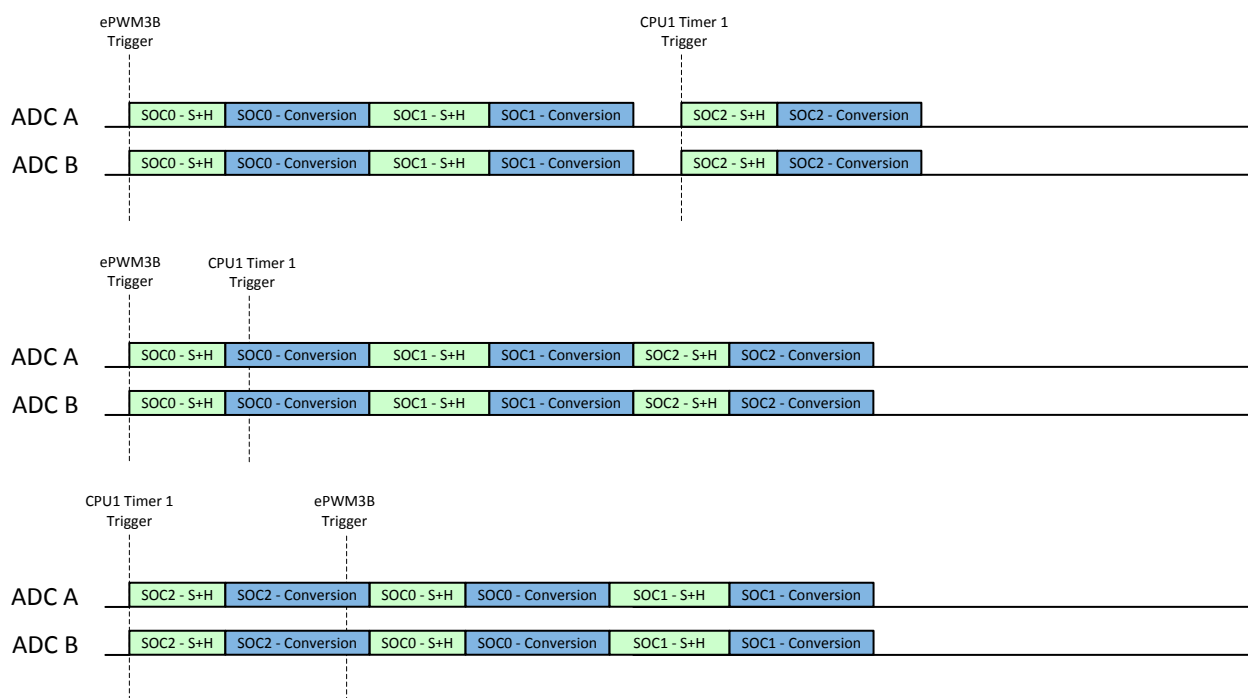 ePWM3B CPU1 Timer 1
Trigger Trigger
ADC A SOC0 - S+H SOC0 - Conversion SOC1 - S+H SOC1 - Conversion SOC2 - S+H SOC2 - Conversion
ADC B SOC0 - S+H SOC0 - Conversion SOC1 - S+H SOC1 - Conversion SOC2 - S+H SOC2 - Conversion
ePWM3B CPU1 Timer 1
Trigger Trigger
ADC A SOC0 - S+H SOC0 - Conversion SOC1 - S+H SOC1 - Conversion SOC2 - S+H SOC2 - Conversion
ADC B SOC0 - S+H SOC0 - Conversion SOC1 - S+H SOC1 - Conversion SOC2 - S+H SOC2 - Conversion
CPU1 Timer 1 ePWM3B
Trigger Trigger
ADC A SOC2 - S+H SOC2 - Conversion SOC0 - S+H SOC0 - Conversion SOC1 - S+H SOC1 - Conversion
ADC B SOC2 - S+H SOC2 - Conversion SOC0 - S+H SOC0 - Conversion SOC1 - S+H SOC1 - Conversion